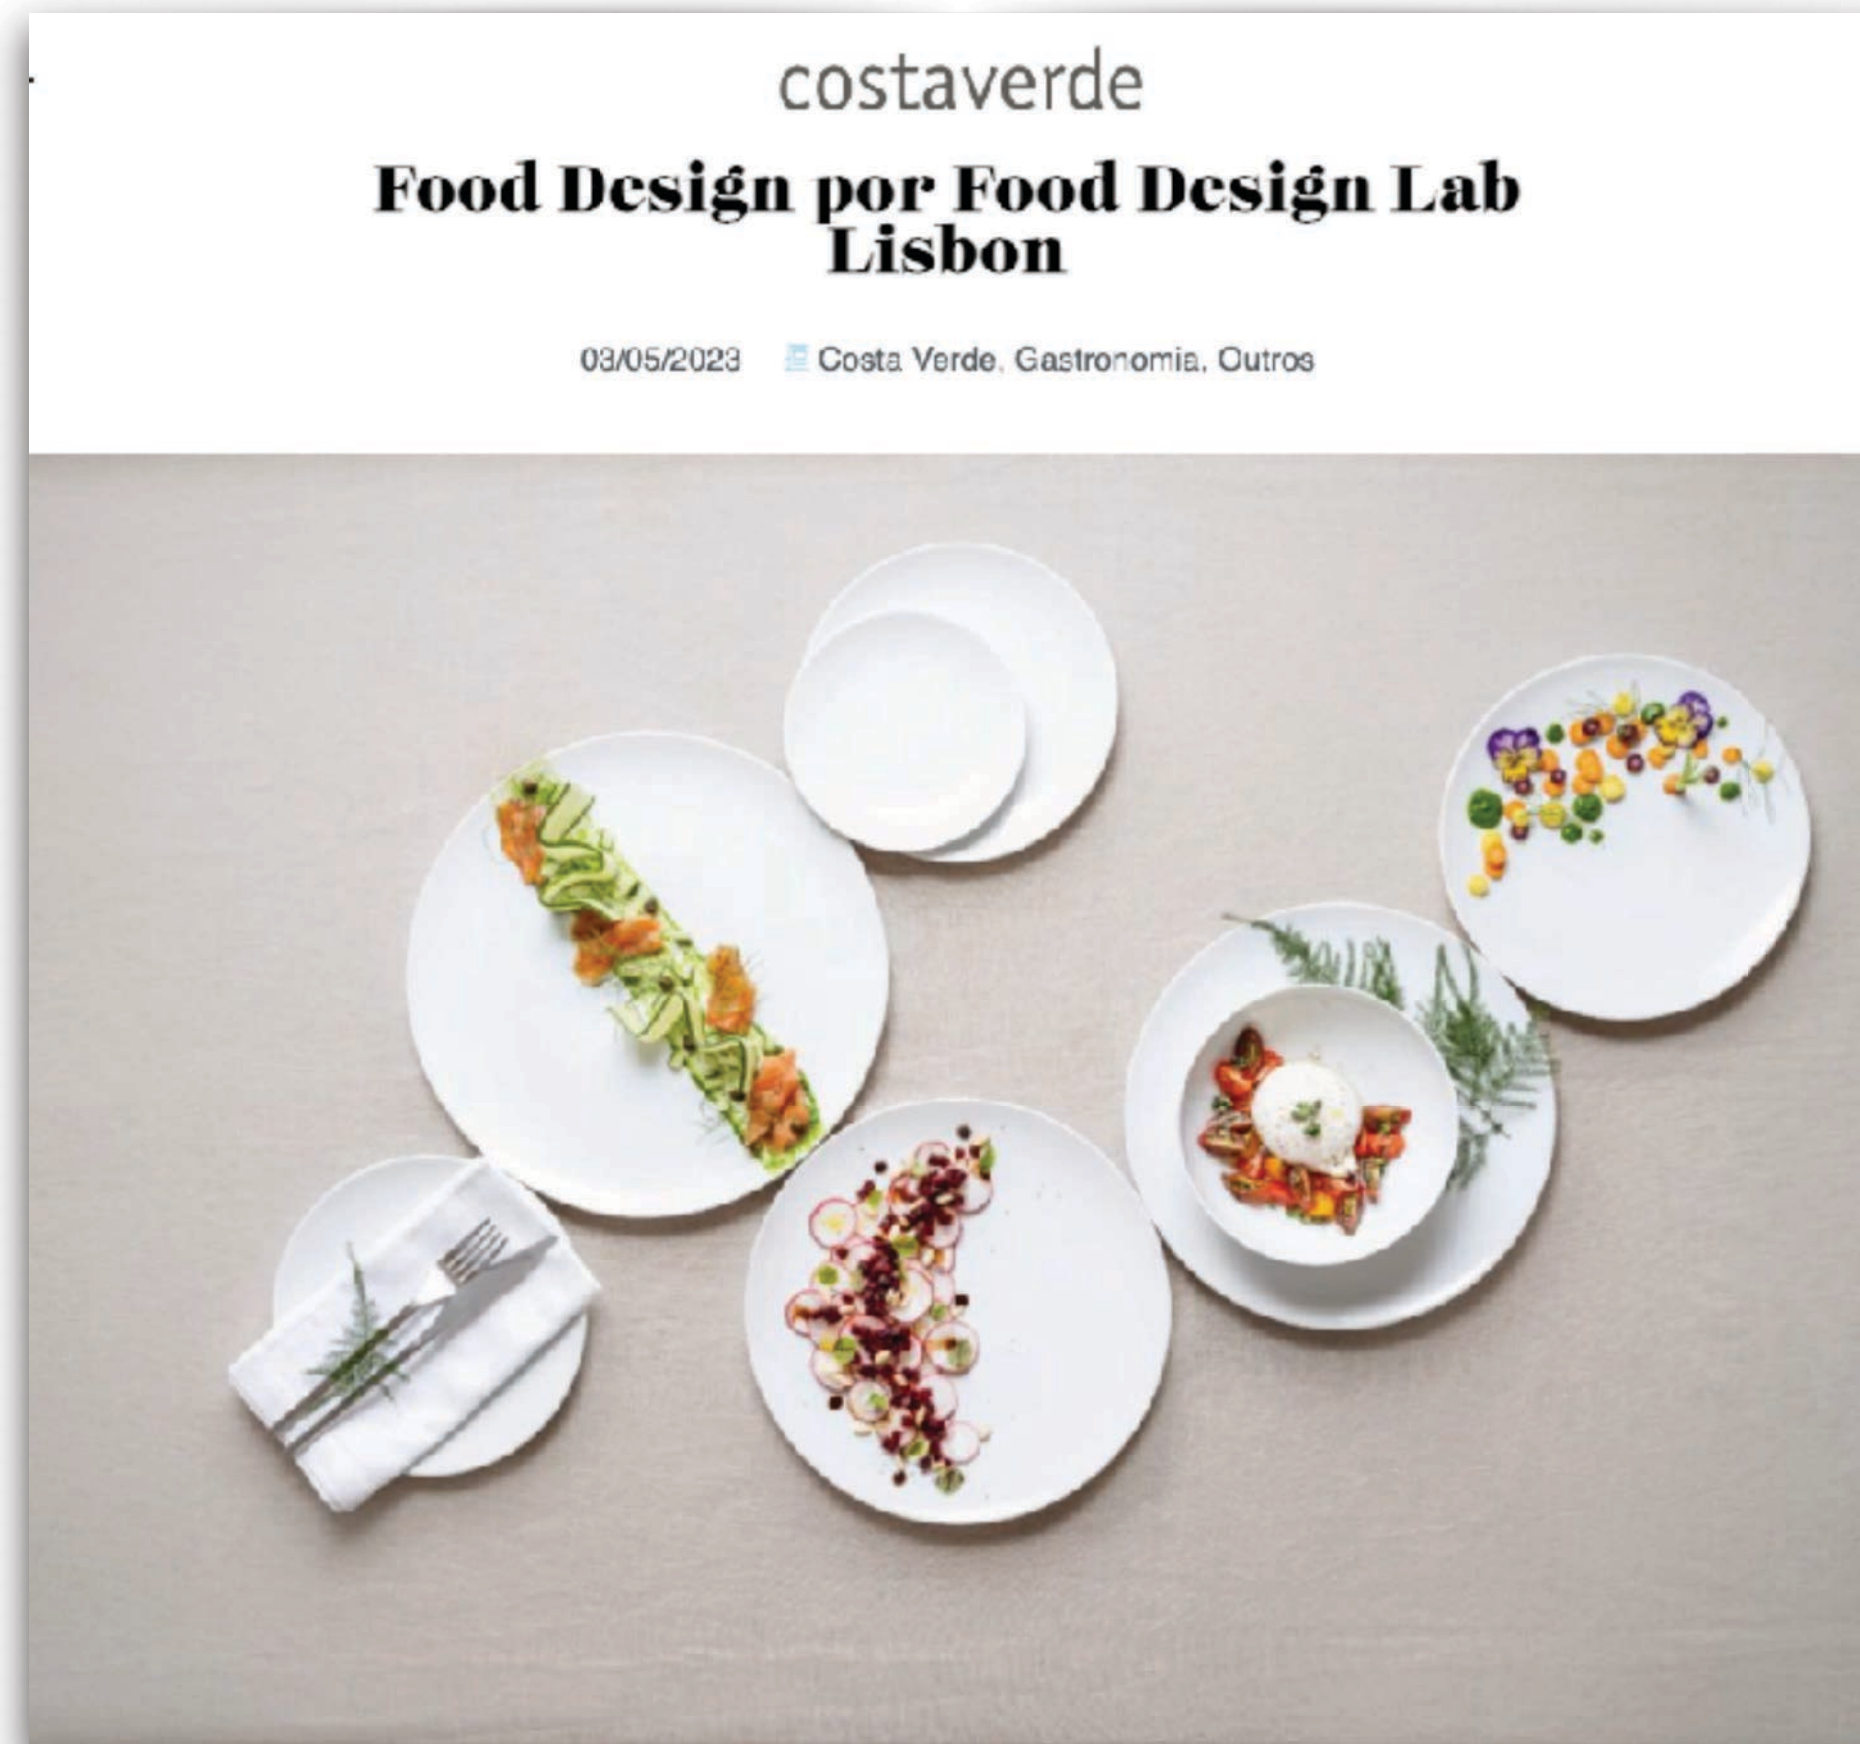 costaverde
Food Design por Food Design Lab
Lisbon
03/05/2023 Costa Verde, Gastronomia, Outros